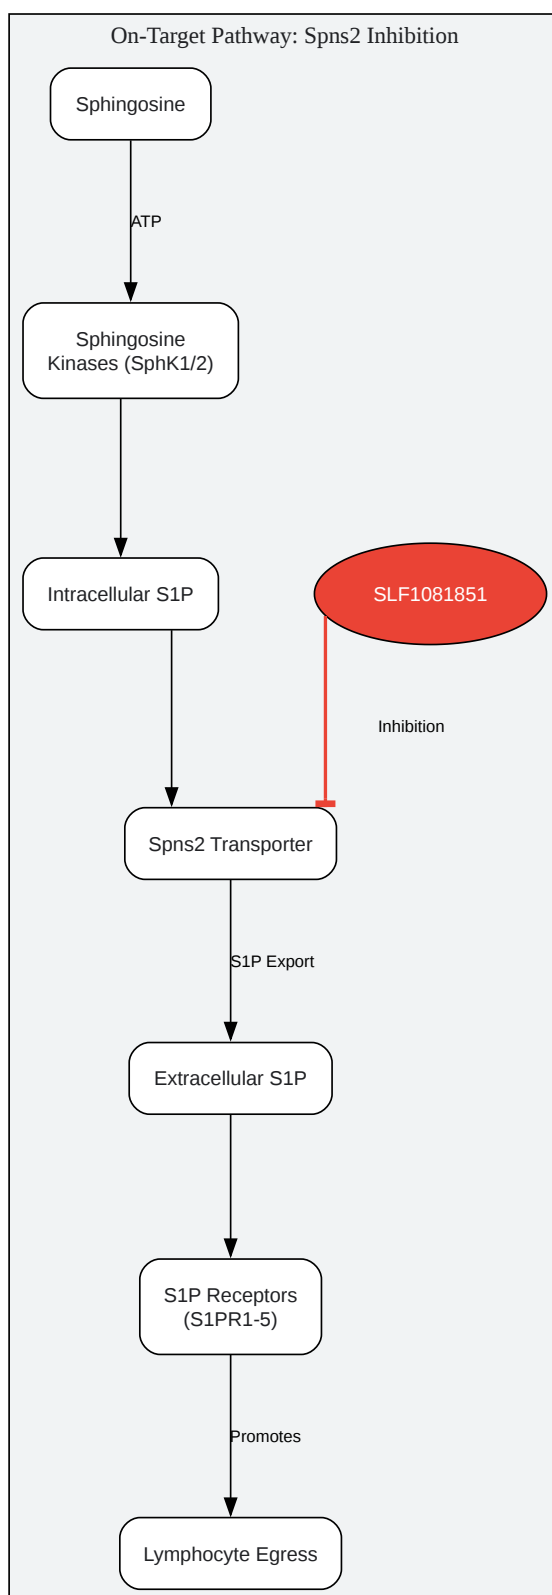 On-Target Pathway: Spns2 Inhibition
Sphingosine
ATP
Sphingosine
Kinases (SphK1/2)
Intracellular S1P
SLF1081851
Inhibition
Spns2 Transporter
S1P Export
Extracellular S1P
S1P Receptors
(S1PR1-5)
Promotes
Lymphocyte Egress